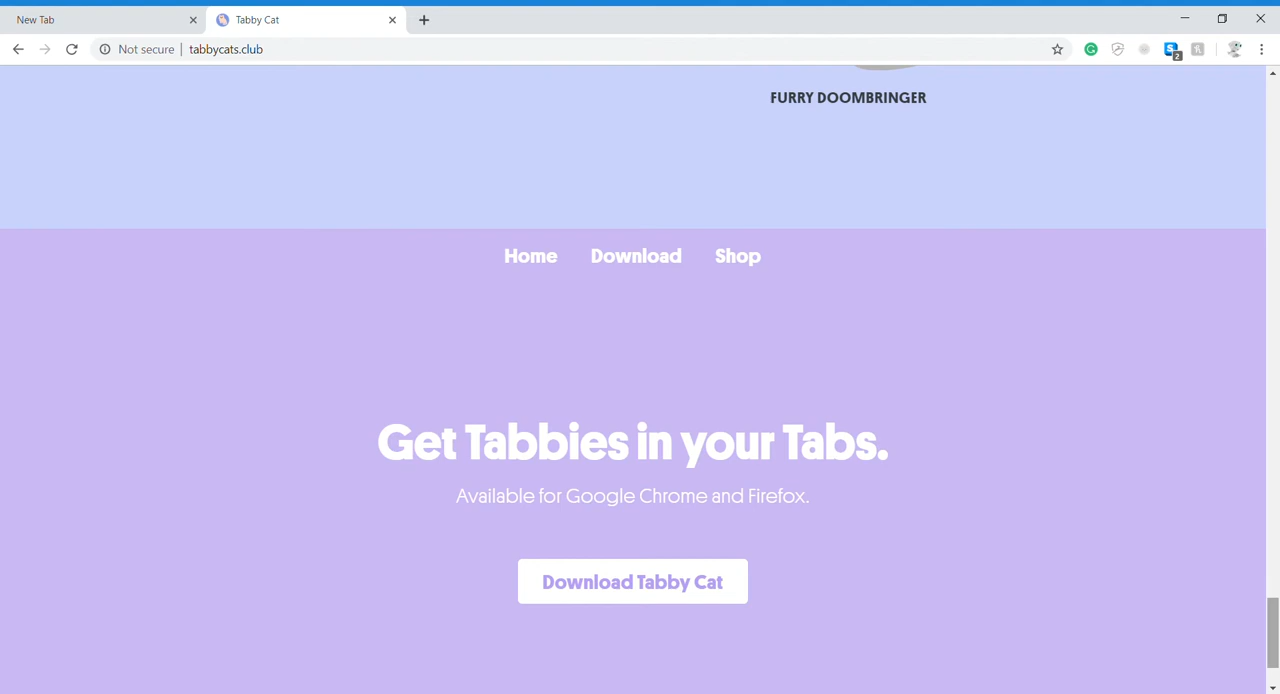 New Tab
Tabby Cat
Not secure
tabbycats.club
2
FURRY DOOMBRINGER
Home Download Shop
Get Tabbies in your Tabs.
Available for Google Chrome and Firefox.
Download Tabby Cat